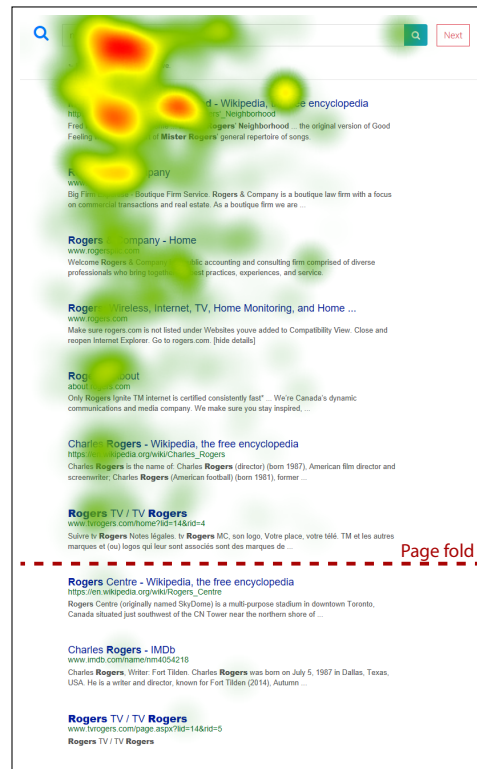 Next
d - Wikipedia, the free encyclopedia
rs'_Neighborhood
Rogers' Neighborhood ... the original version of Good
Feeling of Mister Rogers' general repertoire of songs.
Big Firm - Boutique Firm Service. Rogers & Company is a boutique law firm with a focus
on commercial transactions and real estate. As a boutique firm we are ...
Rogers & Company - Home
Welcome Rogers & Company accounting and consulting firm comprised of diverse
professionals who bring together best practices, experiences, and service.
Rogers Wireless, Internet, TV, Home Monitoring, and Home ...
www.rogers.com
Make sure rogers.com is not listed under Websites youve added to Compatibility View. Close and
reopen Internet Explorer. Go to rogers.com. [hide details]
about.rogers.com
Only Rogers Ignite TM internet is certified consistently fast" ... We're Canada's dynamic
communications and media company. We make sure you stay inspired, ...
Charles Rogers - Wikipedia, the free encyclopedia
https://en.wikipedia.org/wiki/Charles_Rogers
Charles Rogers is the name of: Charles Rogers (director) (born 1987), American film director and
screenwriter; Charles Rogers (American football) (born 1981), former ...
Rogers TV / TV Rogers
www.tvrogers.com/home?lid=14&rid=4
Suivre tv Rogers Notes légales. tv Rogers MC, son logo, Votre place, votre télé. TM et les autres
marques et (ou) logos qui leur sont associés sont des marques de ...
Page fold
Rogers Centre - Wikipedia, the free encyclopedia
https://en.wikipedia.org/wiki/Rogers_Centre
Rogers Centre (originally named SkyDome) is a multi-purpose stadium in downtown Toronto,
Canada situated just southwest of the CN Tower near the northern shore of ...
Charles Rogers - IMDb
www.imdb.com/name/nm4054218
Charles Rogers, Writer: Fort Tilden. Charles Rogers was born on July 5, 1987 in Dallas, Texas,
USA. He is a writer and director, known for Fort Tilden (2014), Autumn ...
Rogers TV / TV Rogers
www.tvrogers.com/page.aspx?lid=14&rid=5
Rogers TV / TV Rogers